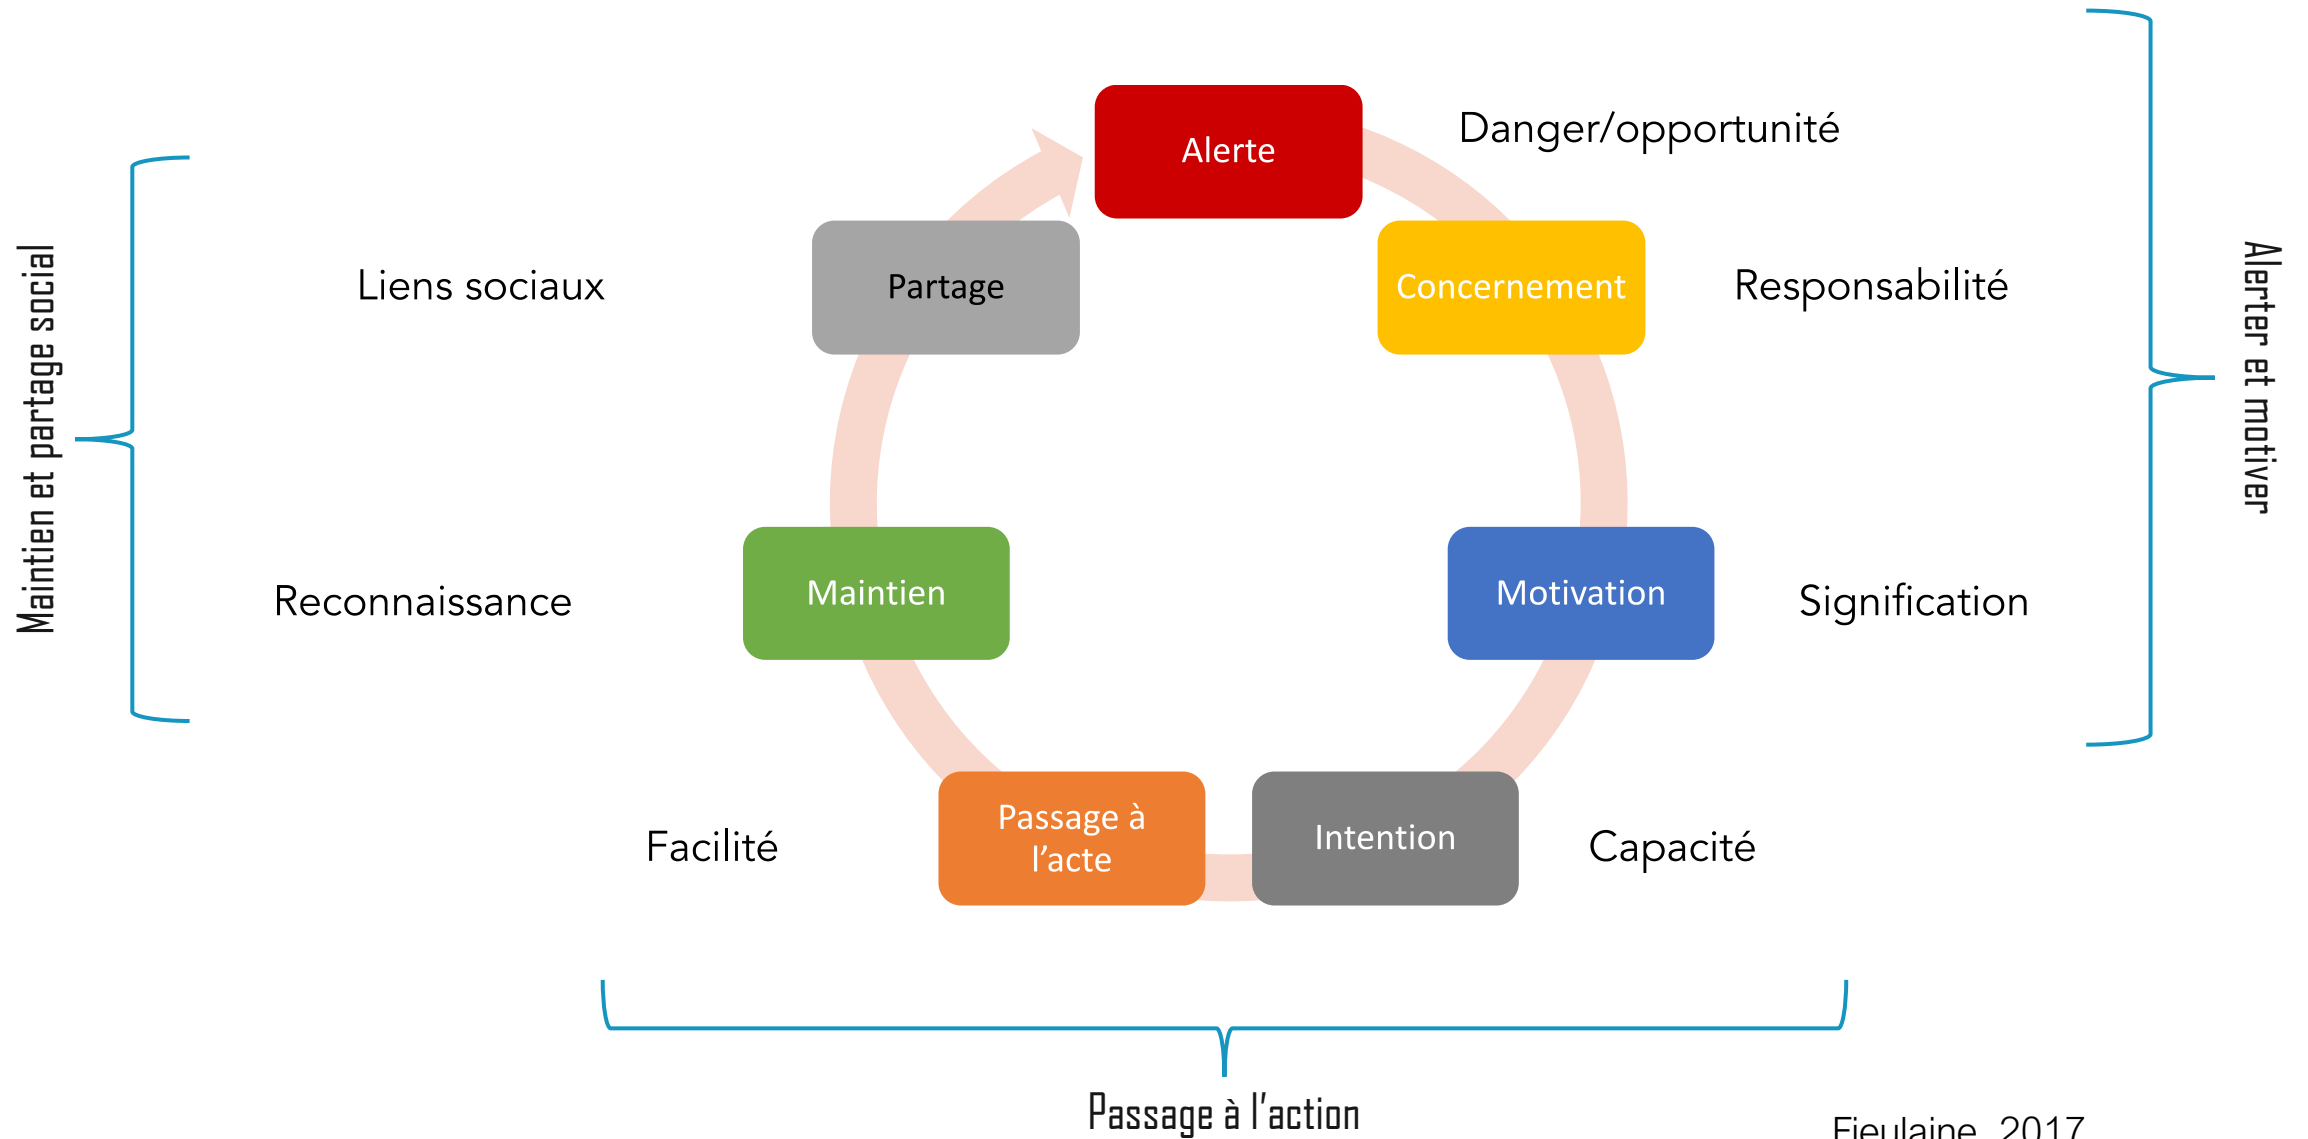 Alerte
Danger/opportunité
Concernement
Responsabilité
Motivation
Signification
Alerter et motiver
Intention
Capacité
Passage à
l’acte
Facilité
Passage à l’action
Maintien
Reconnaissance
Partage
Liens sociaux
Maintien et partage social
Fieulaine, 2017